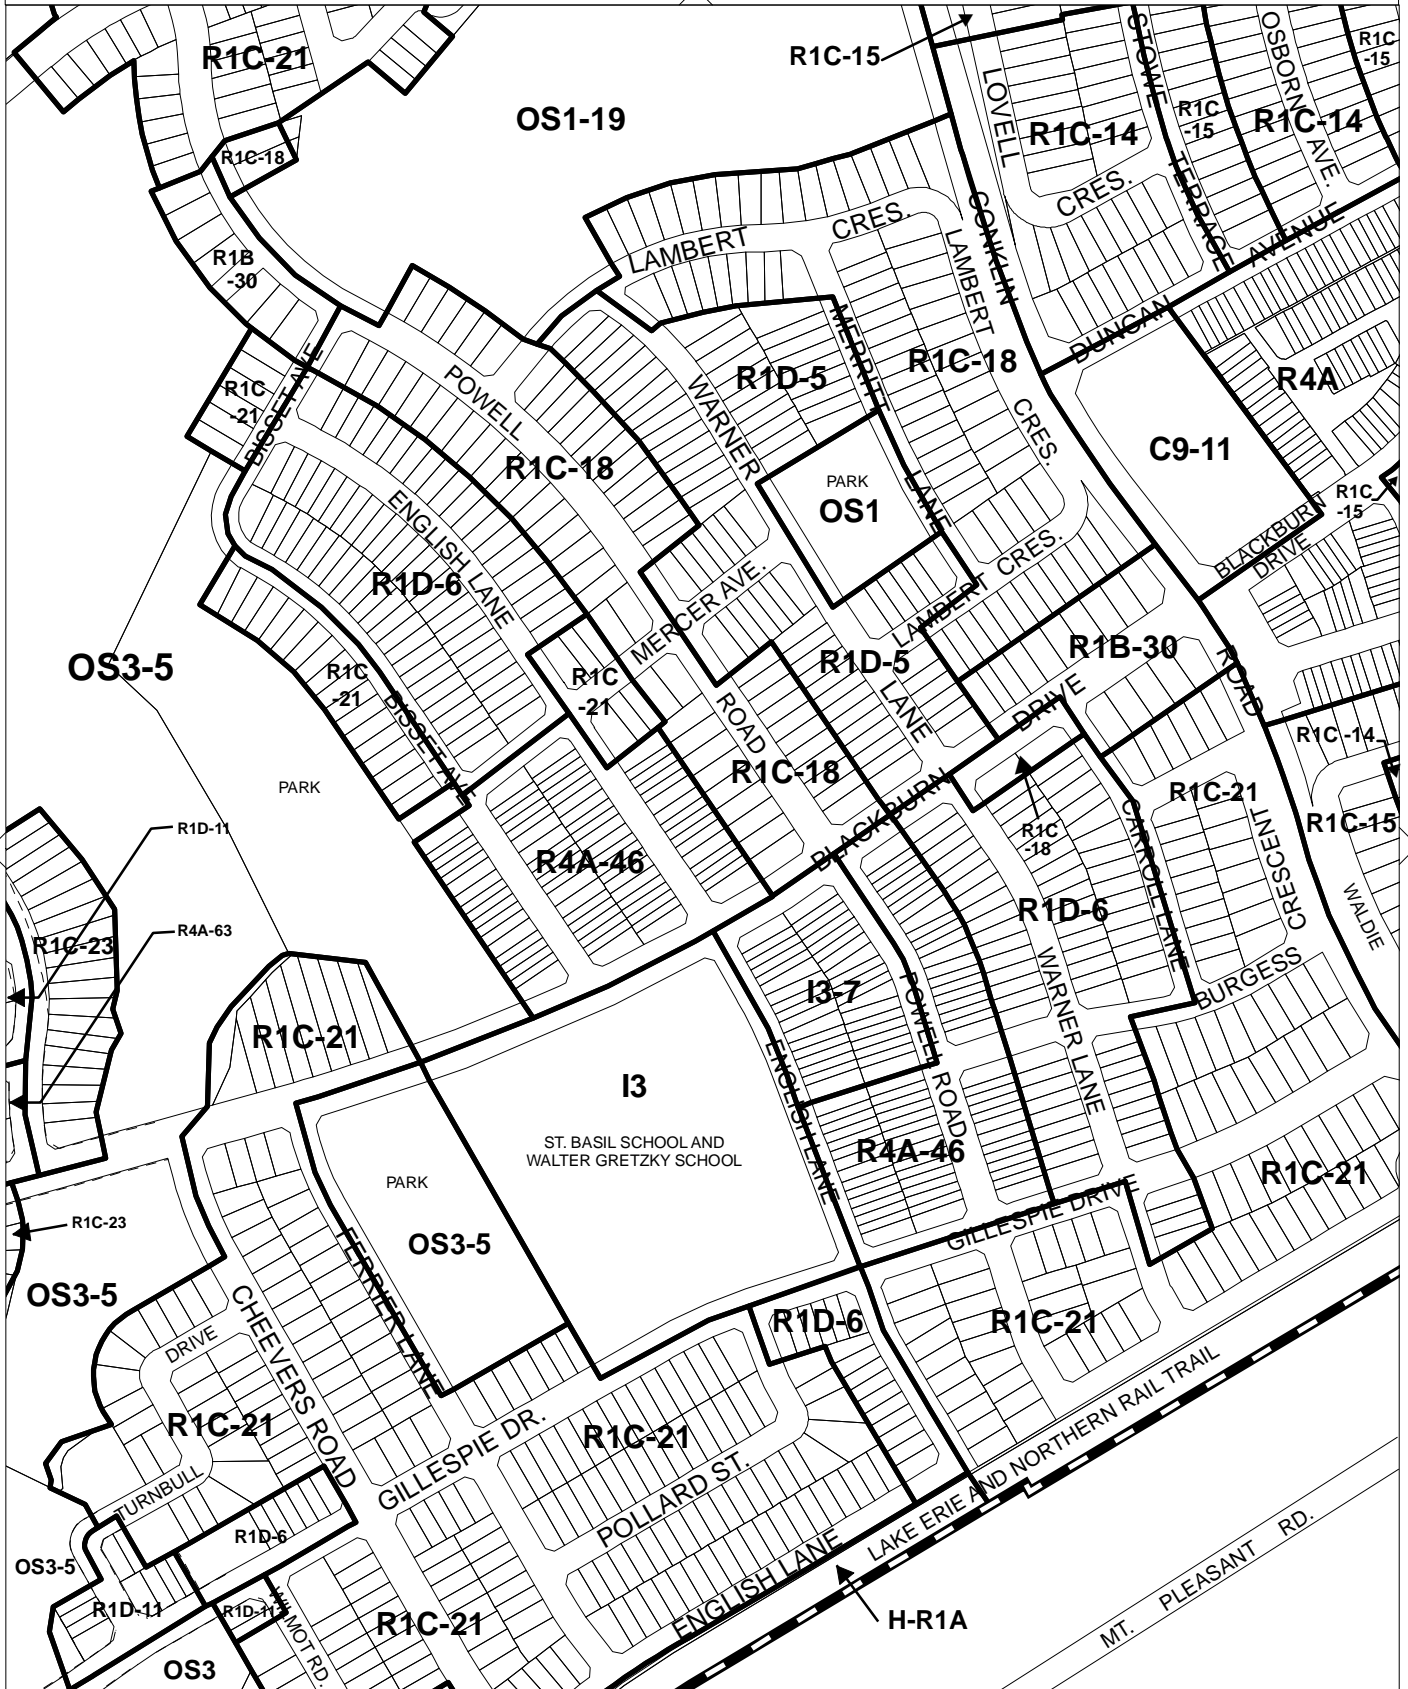 R1C-21
OS1-19
R1C-15
LOVELL
CRES.
R1C-14
STOWE
TERRACE
R1C
-15
OSBORN
AVE.
R1C-14
R1C
-15
R1C-18
R1B
-30
LAMBERT
CRES.
LAMBERT
CRES.
CONKLIN
ROAD
DUNCAN
AVENUE
R4A
C9-11
R1C
-15
BLACKBURN
DRIVE
R1C
-21
BISSET AVE
POWELL
R1C-18
WARNER
R1D-5
MERRITT
LANE
R1C-18
PARK
OS1
ENGLISH LANE
R1D-6
MERCER AVE.
LAMBERT
CRES.
R1D-5
LANE
R1B-30
OS3-5
R1C
-21
BISSET AVE
R1C
-21
ROAD
R1C-18
DRIVE
BLACKBURN
R1C
-18
PARK
R4A-46
R1C-21
R1C -14
R1C-15
CARROLL LANE
CRESCENT
WALDIE
R1D-6
BURGESS
R1D-11
R4A-63
R1C-23
R1C-21
I3-7
POWELL ROAD
WARNER LANE
ENGLISH LANE
I3
ST. BASIL SCHOOL AND
WALTER GRETZKY SCHOOL
R4A-46
R1C-21
GILLESPIE DRIVE
PARK
OS3-5
FERRIER LANE
R1C-23
OS3-5
CHEEVERS ROAD
DRIVE
TURNBULL
R1C-21
R1D-6
R1C-21
R1C-21
GILLESPIE DR.
POLLARD ST.
ENGLISH LANE
LAKE ERIE AND NORTHERN RAIL TRAIL
H-R1A
MT. PLEASANT RD.
R1D-6
OS3-5
R1D-11
R1D-11
WILMOT RD.
R1C-21
OS3